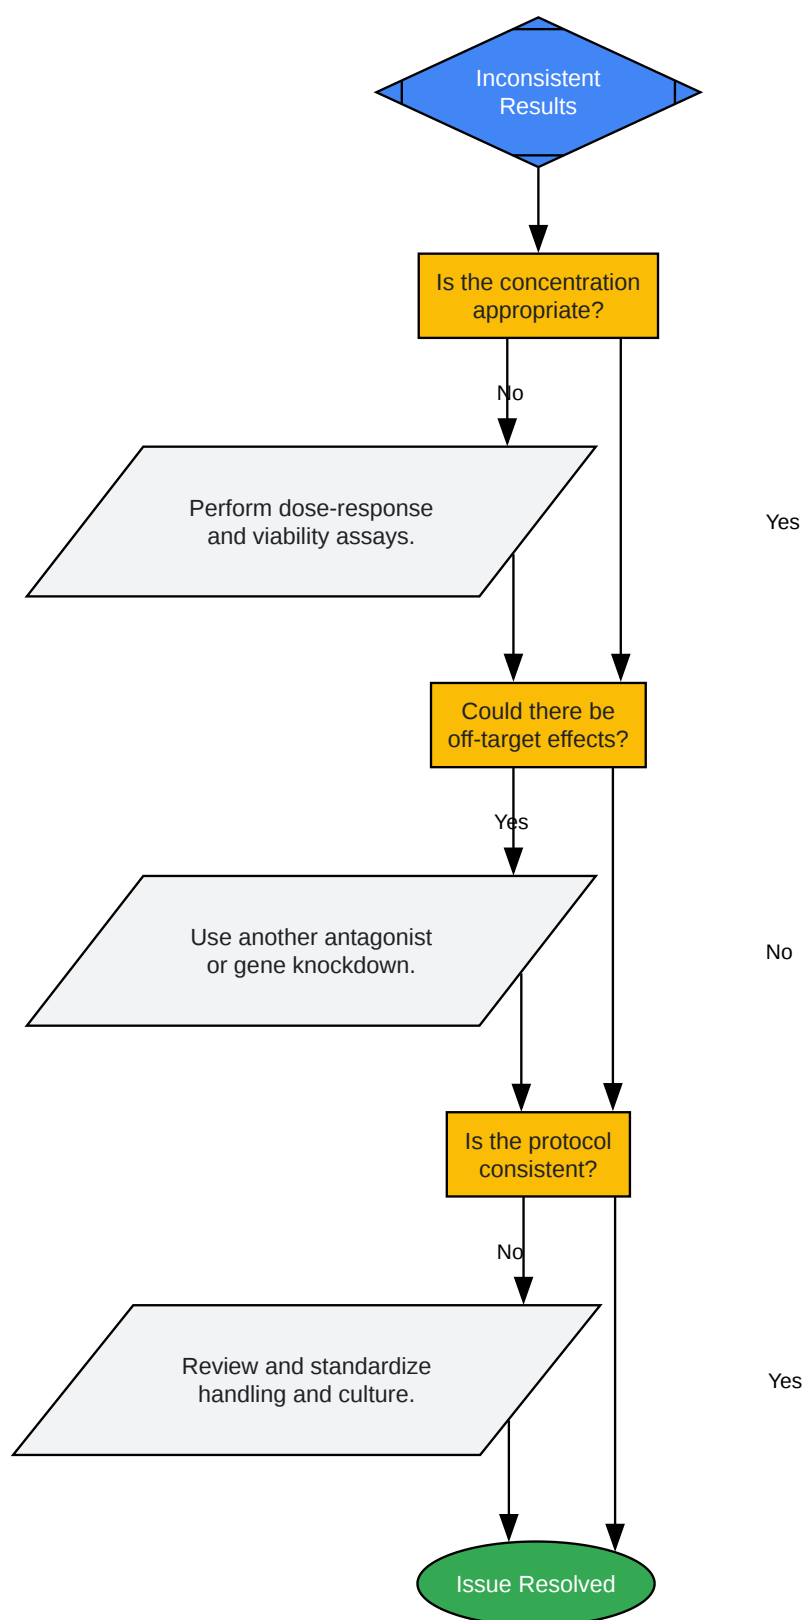 Inconsistent
Results
Is the concentration
appropriate?
No
Perform dose-response
and viability assays.
Yes
Could there be
off-target effects?
Yes
Use another antagonist
or gene knockdown.
No
Is the protocol
consistent?
No
Review and standardize
handling and culture.
Yes
Issue Resolved